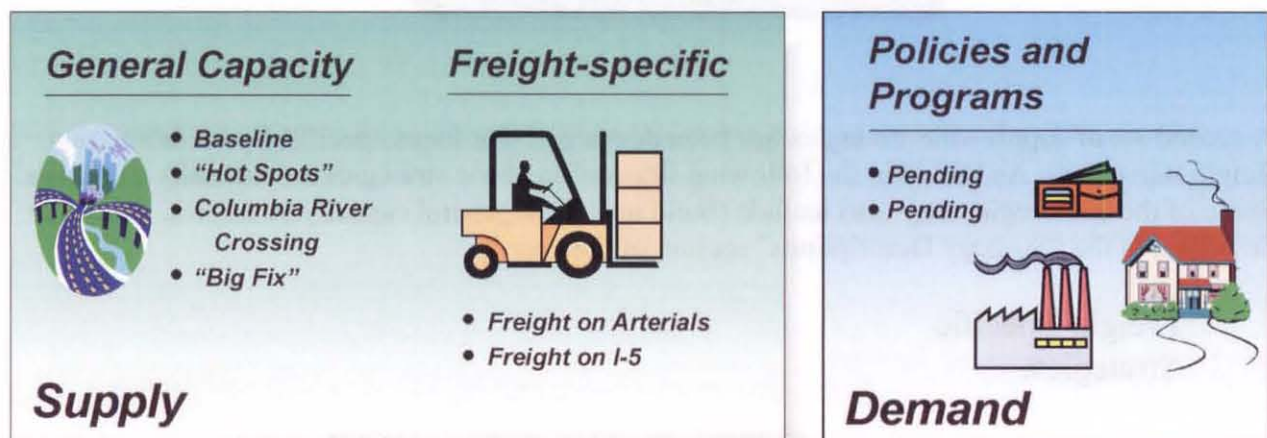 General Capacity
• Baseline
• “Hot Spots”
• Columbia River
Crossing
• “Big Fix”
Freight-specific
• Freight on Arterials
• Freight on I-5
Supply
Policies and
Programs
• Pending
• Pending
Demand